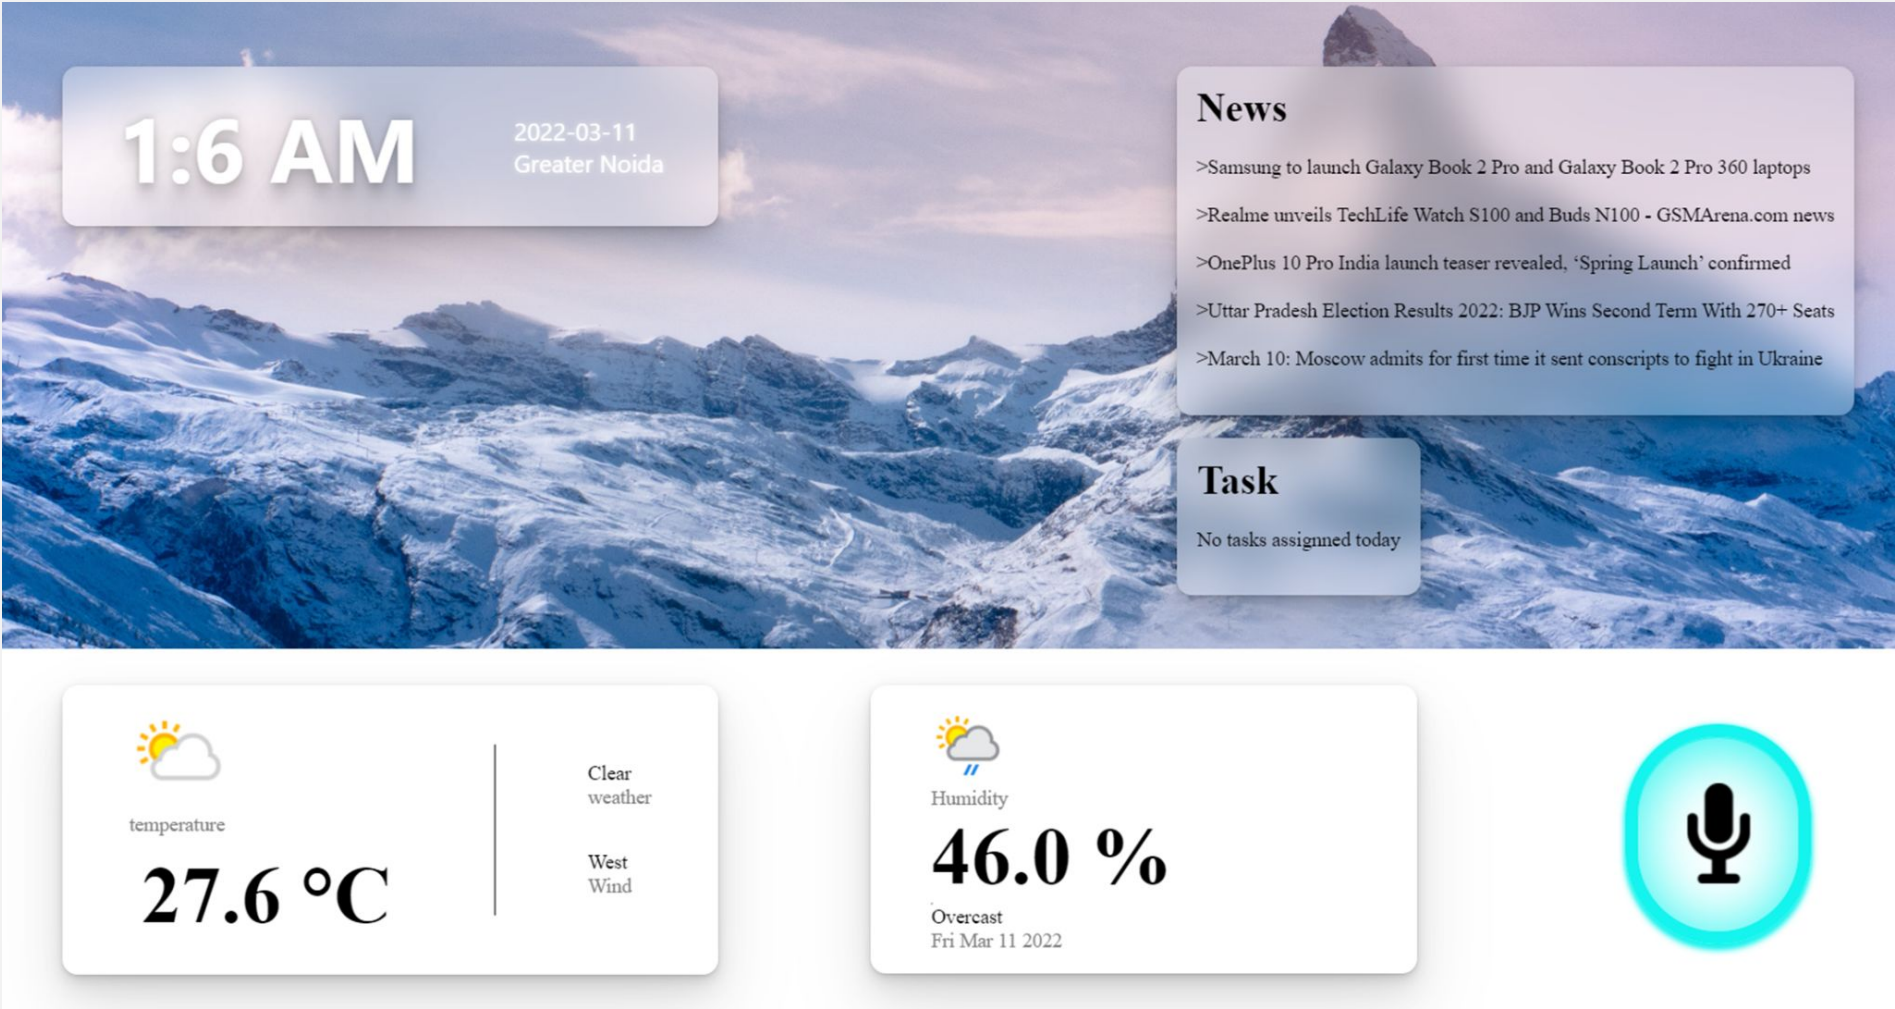 1:6 AM
2022-03-11
Greater Noida
News
>Samsung to launch Galaxy Book 2 Pro and Galaxy Book 2 Pro 360 laptops
>Realme unveils TechLife Watch S100 and Buds N100 - GSMArena.com news
>OnePlus 10 Pro India launch teaser revealed, ‘Spring Launch’ confirmed
>Uttar Pradesh Election Results 2022: BJP Wins Second Term With 270+ Seats
>March 10: Moscow admits for first time it sent conscripts to fight in Ukraine
Task
No tasks assignned today
temperature
27.6 °C
Clear
weather
West
Wind
Humidity
46.0 %
Overcast
Fri Mar 11 2022